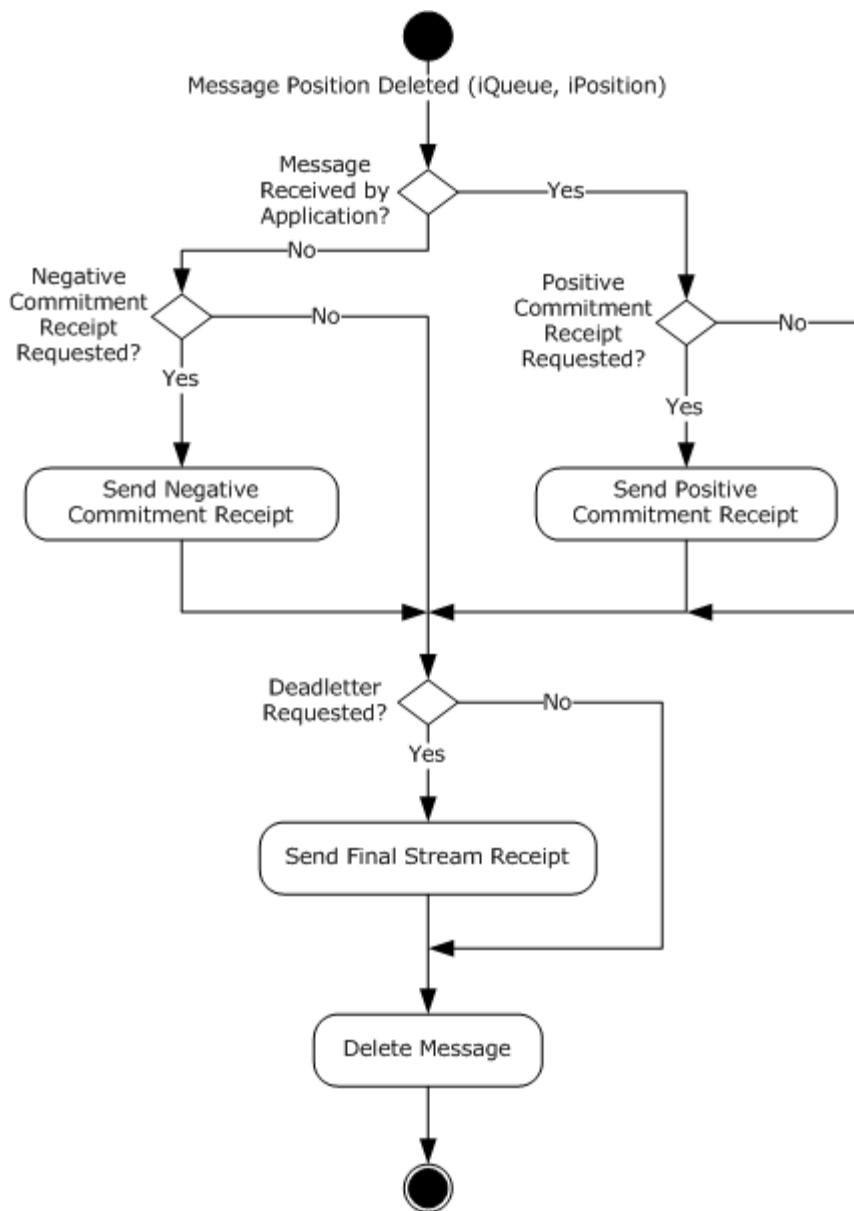 Message Position Deleted (iQueue, iPosition)
Message
Received by
Application?
Yes
No
Negative
Commitment
Receipt
Requested?
No
Yes
Positive
Commitment
Receipt
Requested?
No
Yes
Send Negative
Commitment Receipt
Send Positive
Commitment Receipt
Deadletter
Requested?
No
Yes
Send Final Stream Receipt
Delete Message